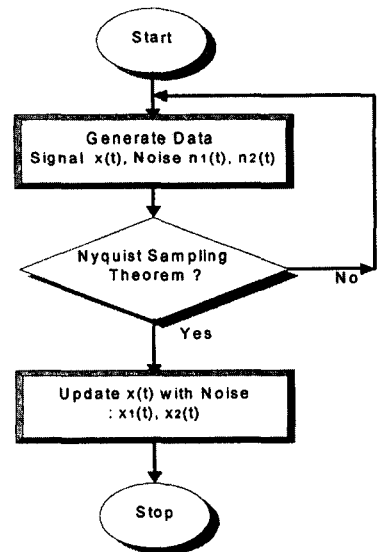 Start
Generate Data
Signal x(t), Noise n1(t), n2(t)
Nyquist Sampling
Theorem ?
No
Yes
Update x(t) with Noise
: x1(t), x2(t)
Stop